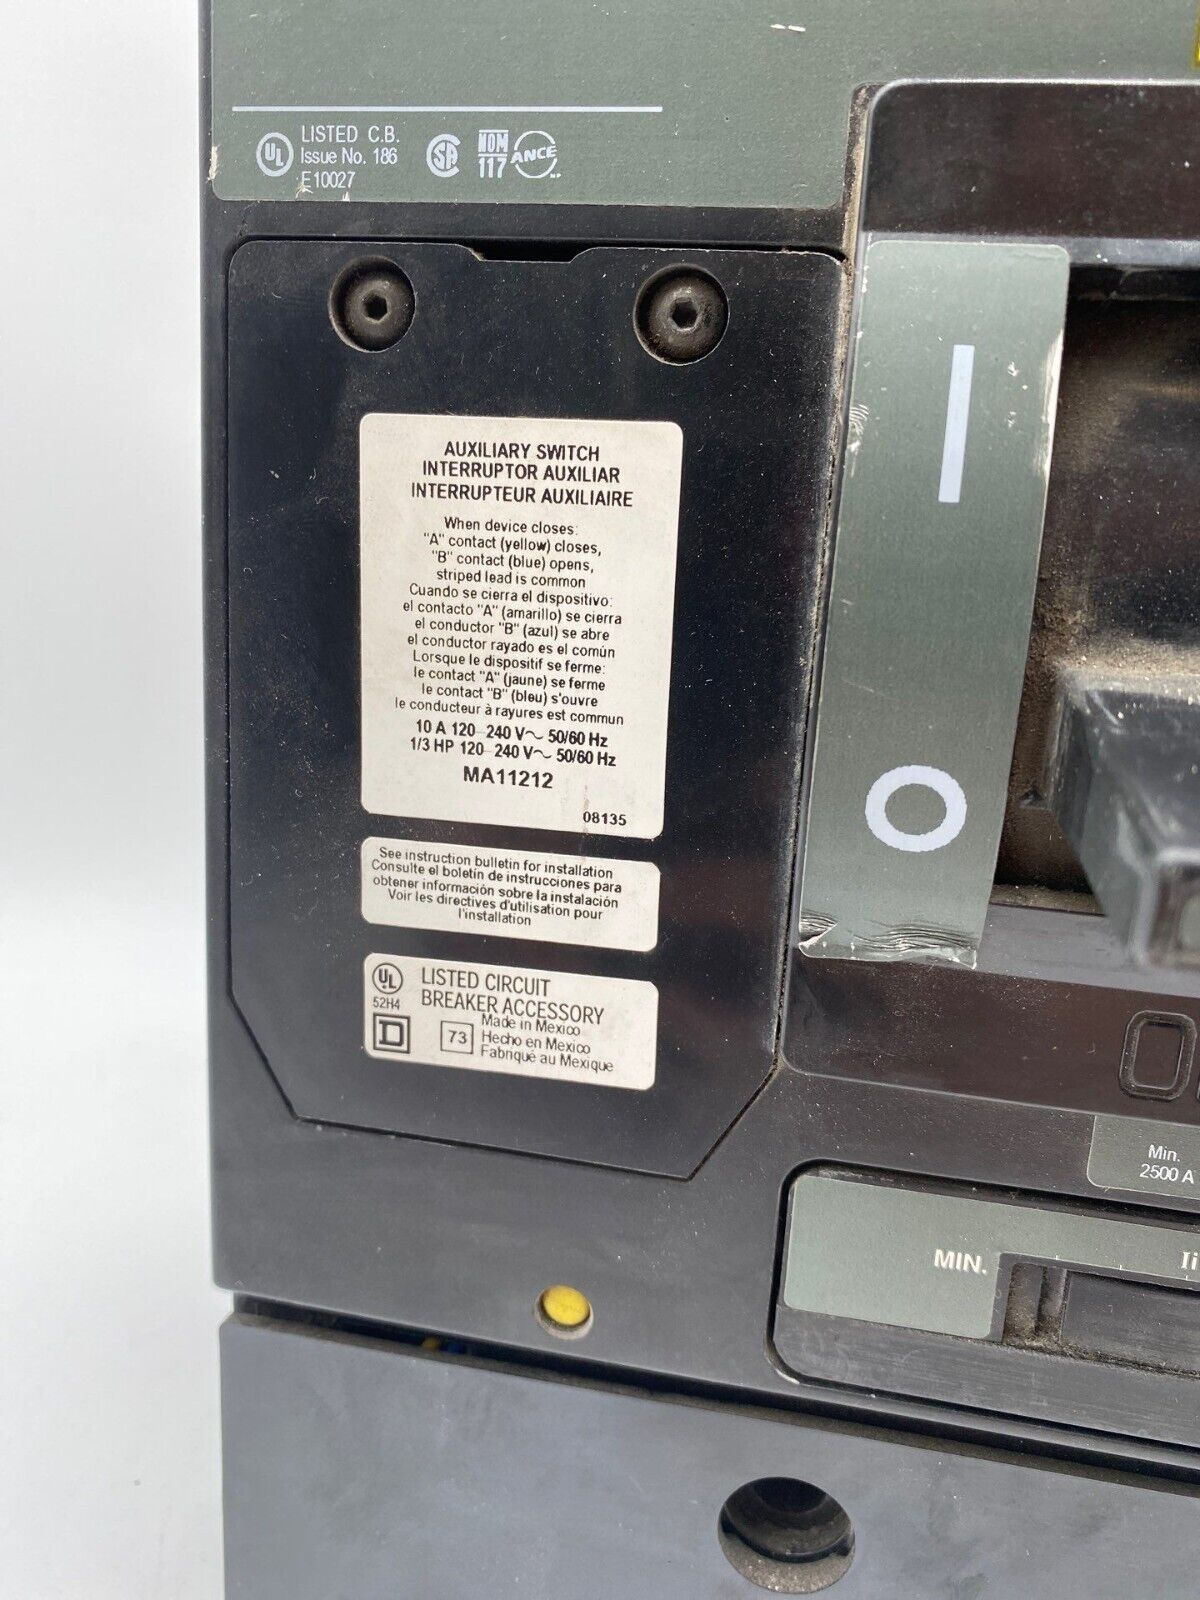 UL LISTED C.B.
Issue No. 186
E10027
SA
NOM
117
ANCE
AUXILIARY SWITCH
INTERRUPTOR AUXILIAR
INTERRUPTEUR AUXILIAIRE
When device closes:
"A" contact (yellow) closes,
"B" contact (blue) opens,
striped lead is common
Cuando se cierra el dispositivo:
el contacto "A" (amarillo) se cierra
el conductor "B" (azul) se abre
el conductor rayado es el común
Lorsque le dispositif se ferme:
le contact "A" (jaune) se ferme
le contact "B" (bleu) s'ouvre
le conducteur à rayures est commun
10 A 120-240 V~ 50/60 Hz
1/3 HP 120-240 V~ 50/60 Hz
MA11212
08135
See instruction bulletin for installation
Consulte el boletín de instrucciones para
obtener información sobre la instalación
Voir les directives d'utilisation pour
l'installation
UL LISTED CIRCUIT
52H4 BREAKER ACCESSORY
D
73
Made in Mexico
Hecho en Mexico
Fabriqué au Mexique
I
O
O
Min.
2500 A
MIN.
Ii